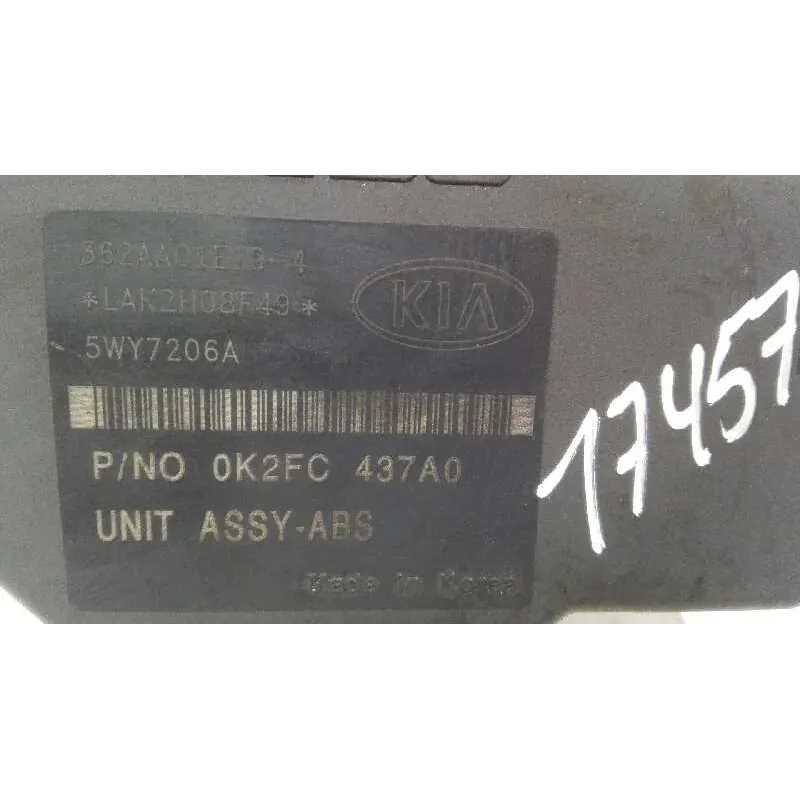 *LAK2H08F49*
KIA
5WY7206A
P/NO 0K2FC 437A0
UNIT ASSY-ABS
Made in Korea
17457